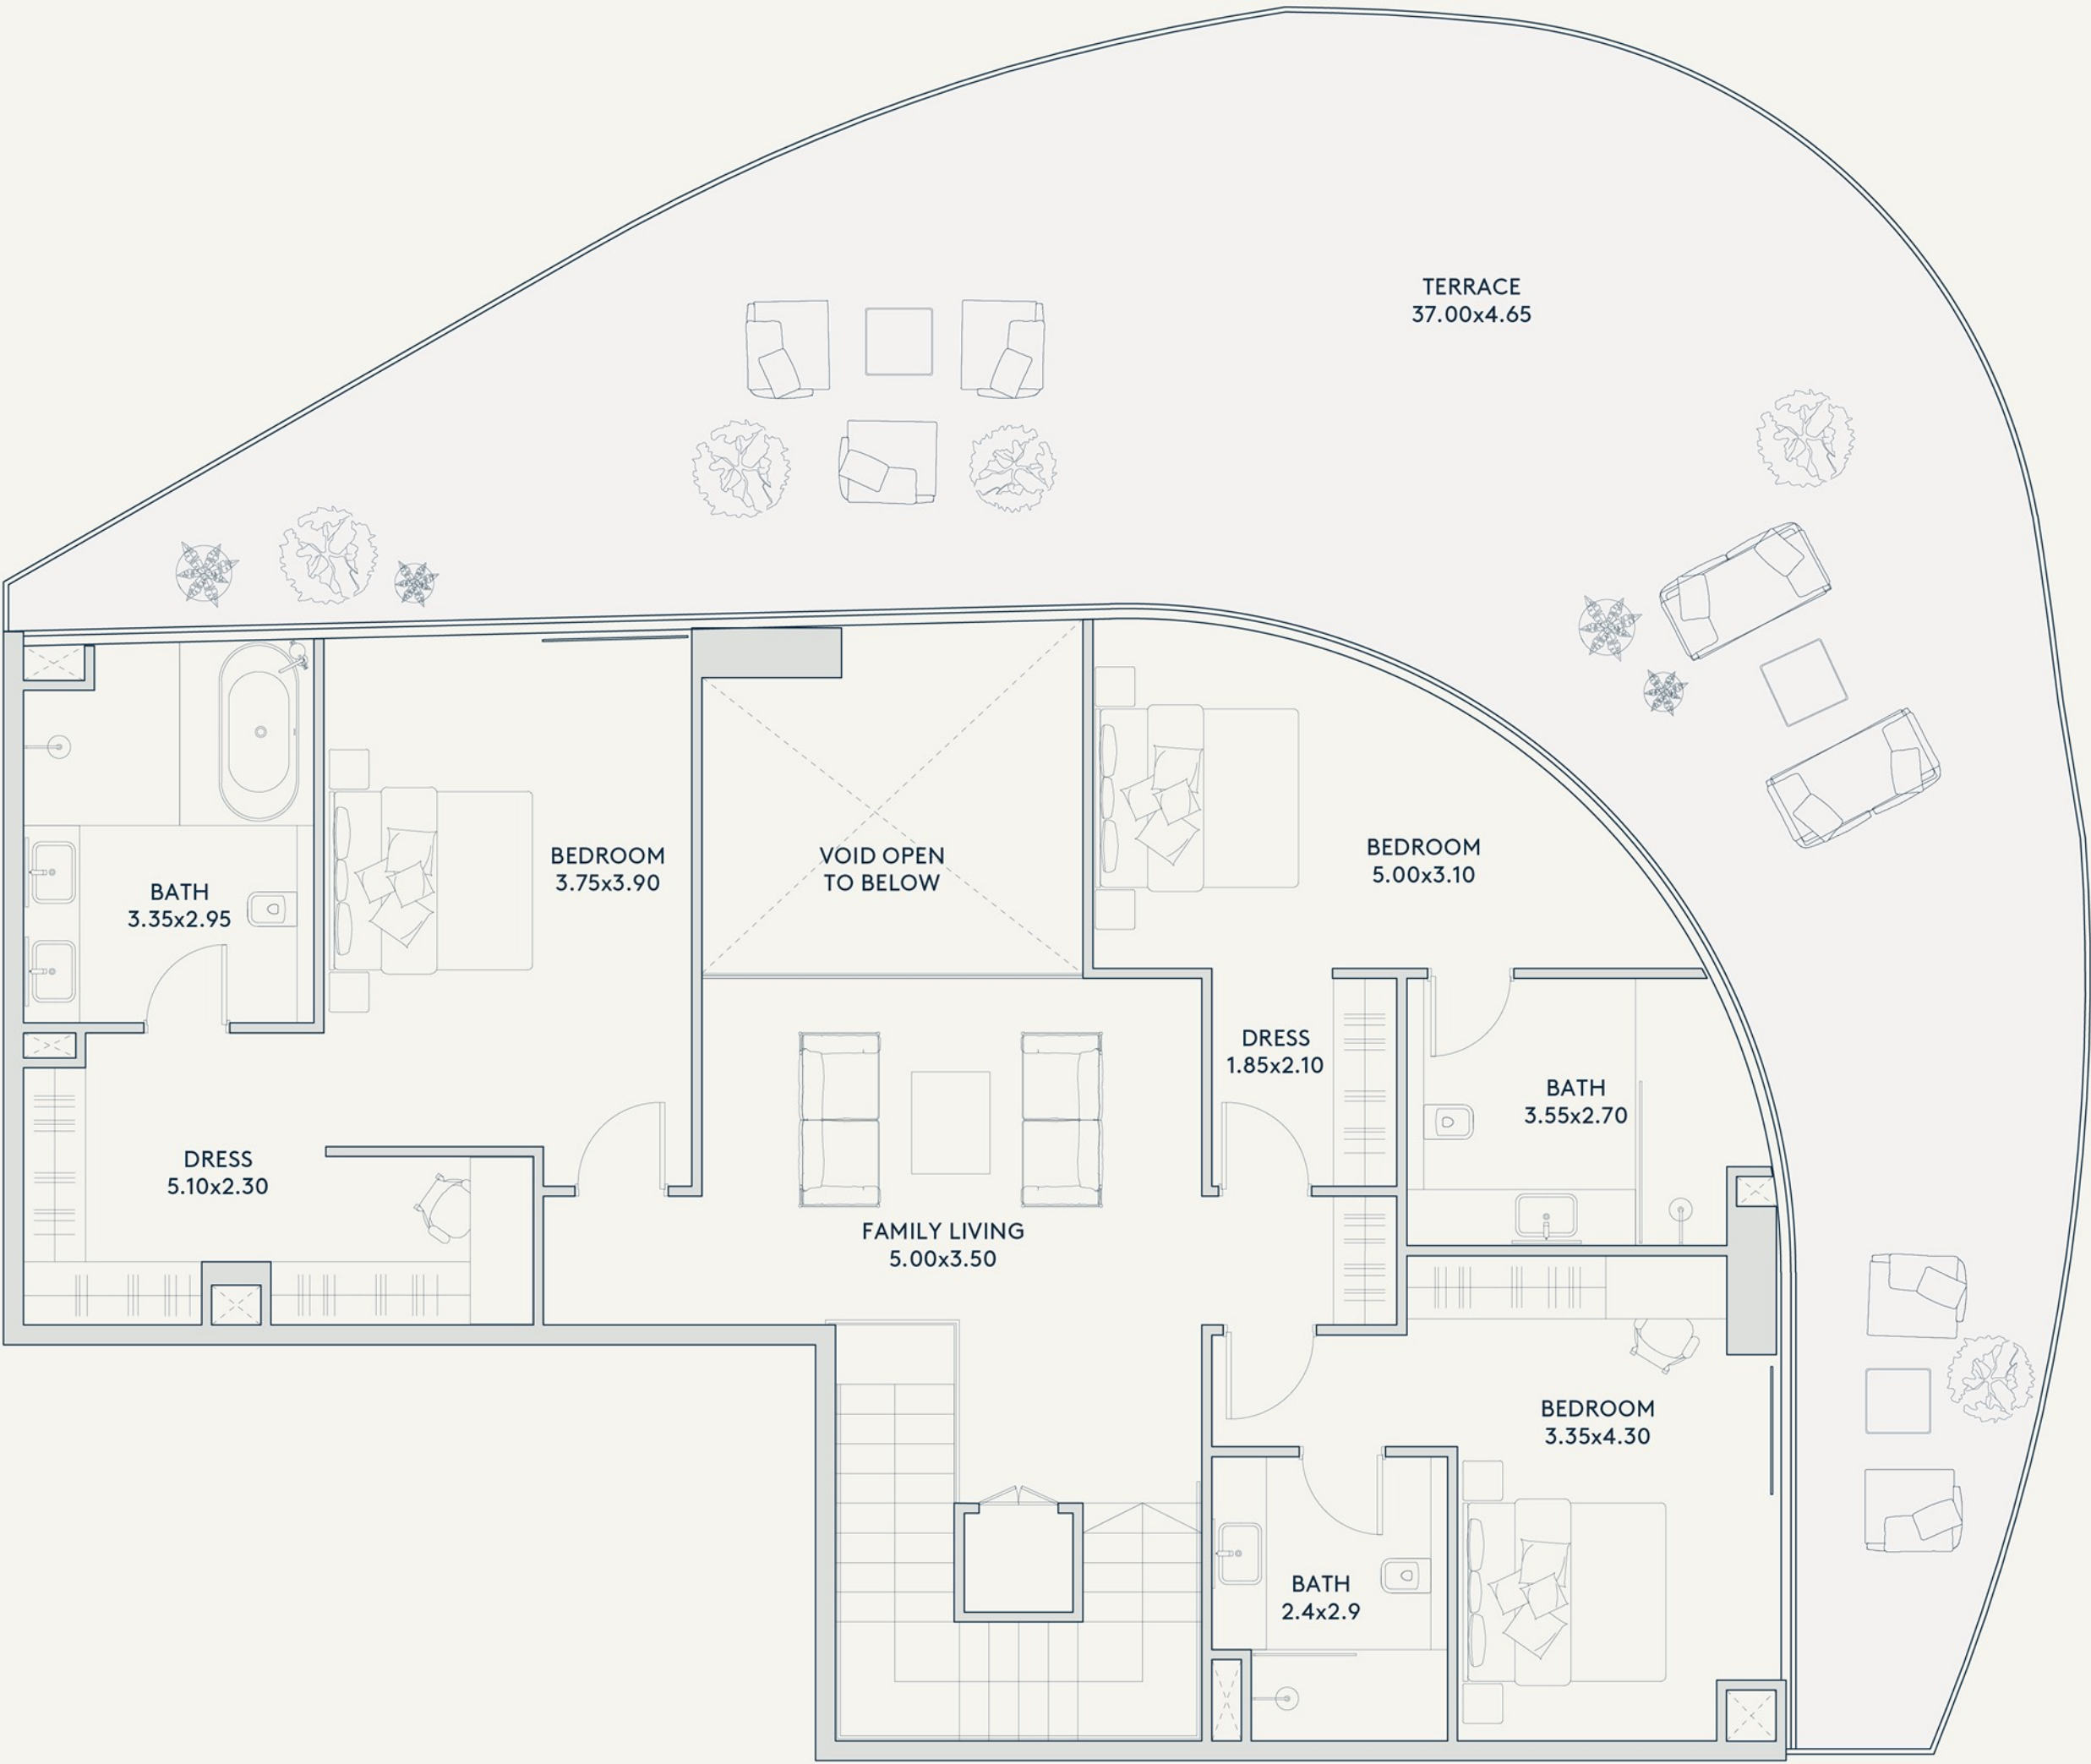 TERRACE
37.00x4.65
BEDROOM
3.75x3.90
VOID OPEN
TO BELOW
BEDROOM
5.00x3.10
BATH
3.35x2.95
DRESS
1.85x2.10
BATH
3.55x2.70
DRESS
5.10x2.30
FAMILY LIVING
5.00x3.50
BEDROOM
3.35x4.30
BATH
2.4x2.9